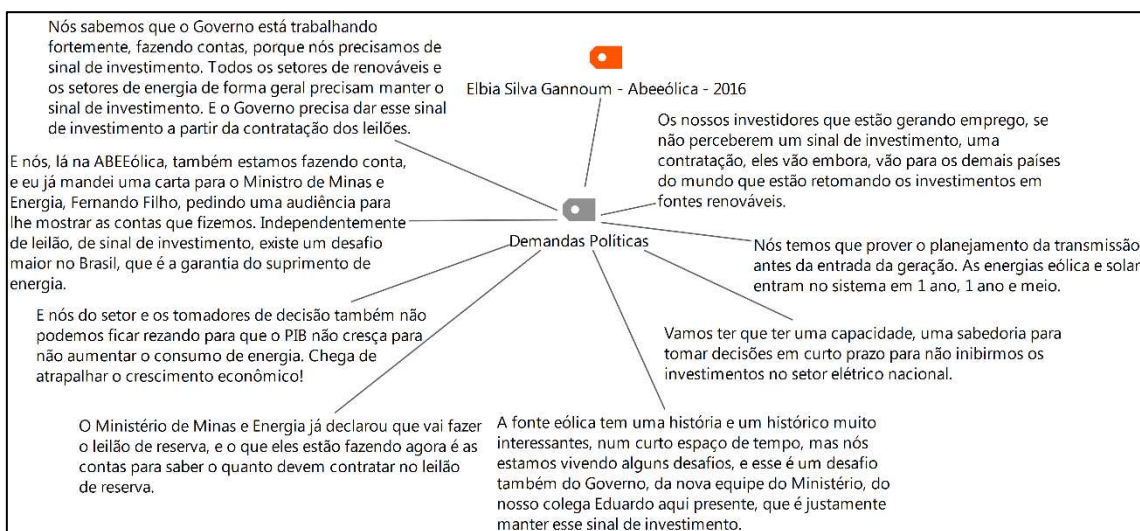 Nós sabemos que o Governo está trabalhando
fortemente, fazendo contas, porque nós precisamos de
sinal de investimento. Todos os setores de renováveis e
os setores de energia de forma geral precisam manter o
sinal de investimento. E o Governo precisa dar esse sinal
de investimento a partir da contratação dos leilões.
Elbia Silva Gannoum - Abeeólica - 2016
Os nossos investidores que estão gerando emprego, se
não perceberem um sinal de investimento, uma
contratação, eles vão embora, vão para os demais países
do mundo que estão retomando os investimentos em
fontes renováveis.
E nós, lá na ABEEólica, também estamos fazendo conta,
e eu já mandei uma carta para o Ministro de Minas e
Energia, Fernando Filho, pedindo uma audiência para
lhe mostrar as contas que fizemos. Independentemente
de leilão, de sinal de investimento, existe um desafio
maior no Brasil, que é a garantia do suprimento de
energia.
Demandas Políticas
Nós temos que prover o planejamento da transmissão
antes da entrada da geração. As energias eólica e solar
entram no sistema em 1 ano, 1 ano e meio.
E nós do setor e os tomadores de decisão também não
podemos ficar rezando para que o PIB não cresça para
não aumentar o consumo de energia. Chega de
atrapalhar o crescimento econômico!
Vamos ter que ter uma capacidade, uma sabedoria para
tomar decisões em curto prazo para não inibirmos os
investimentos no setor elétrico nacional.
O Ministério de Minas e Energia já declarou que vai fazer
o leilão de reserva, e o que eles estão fazendo agora é as
contas para saber o quanto devem contratar no leilão
de reserva.
A fonte eólica tem uma história e um histórico muito
interessantes, num curto espaço de tempo, mas nós
estamos vivendo alguns desafios, e esse é um desafio
também do Governo, da nova equipe do Ministério, do
nosso colega Eduardo aqui presente, que é justamente
manter esse sinal de investimento.